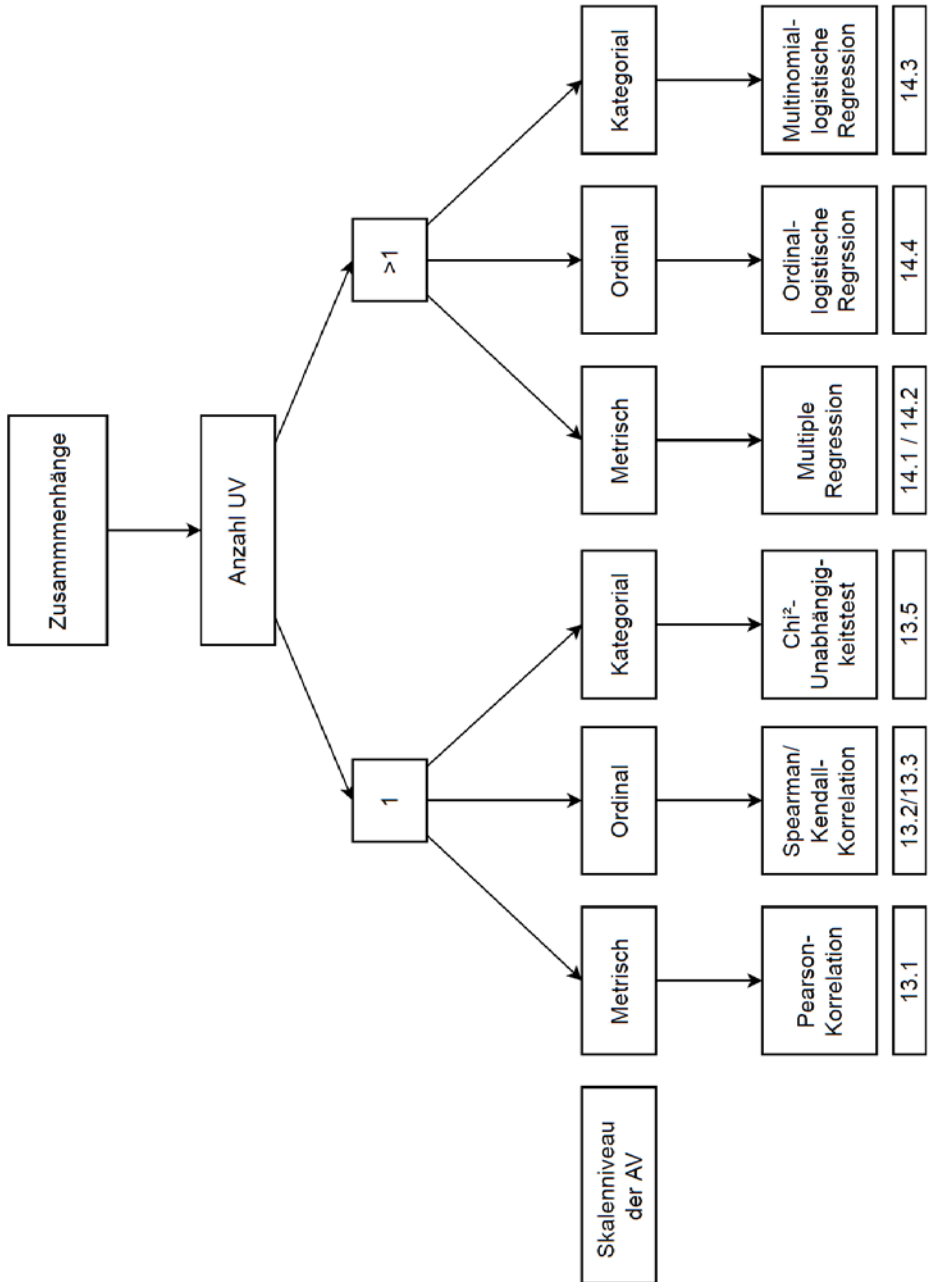 Zusammmenhänge
Anzahl UV
1
>1
Skalenniveau
der AV
Metrisch
Ordinal
Kategorial
Metrisch
Ordinal
Kategorial
Pearson-
Korrelation
Spearman/
Kendall-
Korrelation
Chi²-
Unabhängig-
keitstest
Multiple
Regression
Ordinal-
logistische
Regrssion
Multinomial-
logistische
Regression
13.1
13.2/13.3
13.5
14.1 / 14.2
14.4
14.3